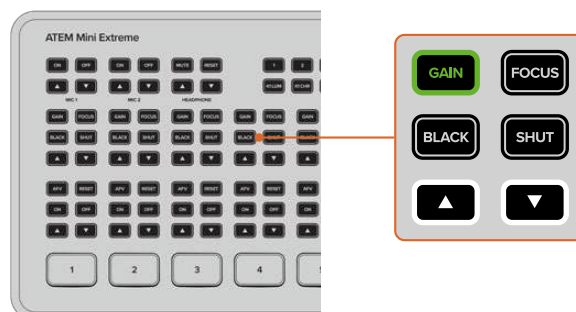 ATEM Mini Extreme
ON OFF ON OFF MUTE RESET 1 2
MIC 1 MIC 2 HEADPHONE
GAIN FOCUS GAIN FOCUS GAIN FOCUS GAIN FOCUS GAIN
BLACK SHUT BLACK SHUT BLACK SHUT BLACK SHUT BLACK
AFV RESET AFV RESET AFV RESET AFV RESET AFV
ON OFF ON OFF ON OFF ON OFF ON
1 2 3 4
GAIN FOCUS
BLACK SHUT